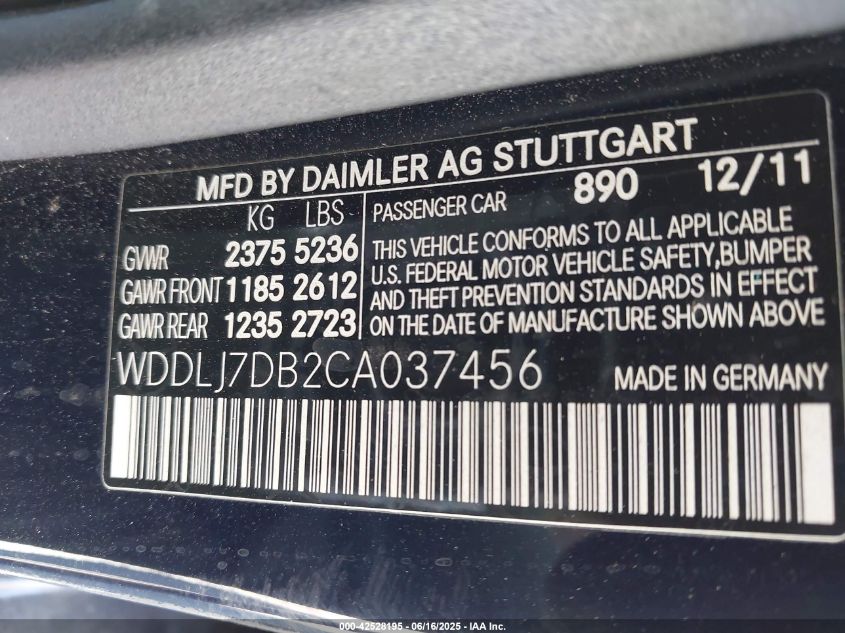 MFD BY DAIMLER AG STUTTGART
KG LBS
GVWR 2375 5236
GAWR FRONT 1185 2612
GAWR REAR 1235 2723
PASSENGER CAR 890 12/11
THIS VEHICLE CONFORMS TO ALL APPLICABLE
U.S. FEDERAL MOTOR VEHICLE SAFETY,BUMPER
AND THEFT PREVENTION STANDARDS IN EFFECT
ON THE DATE OF MANUFACTURE SHOWN ABOVE
WDDLJ7DB2CA037456 MADE IN GERMANY
000-42528195 - 06/16/2025 - IAA Inc.